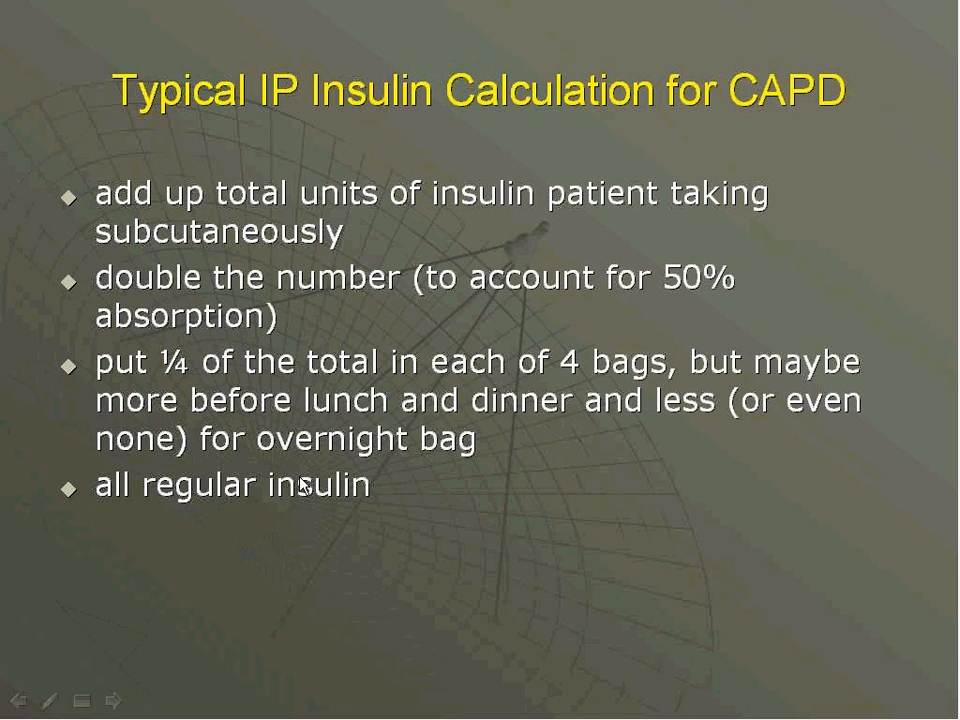 Typical IP Insulin Calculation for CAPD
add up total units of insulin patient taking
subcutaneously
double the number (to account for 50%
absorption)
put ¼ of the total in each of 4 bags, but maybe
more before lunch and dinner and less (or even
none) for overnight bag
all regular insulin